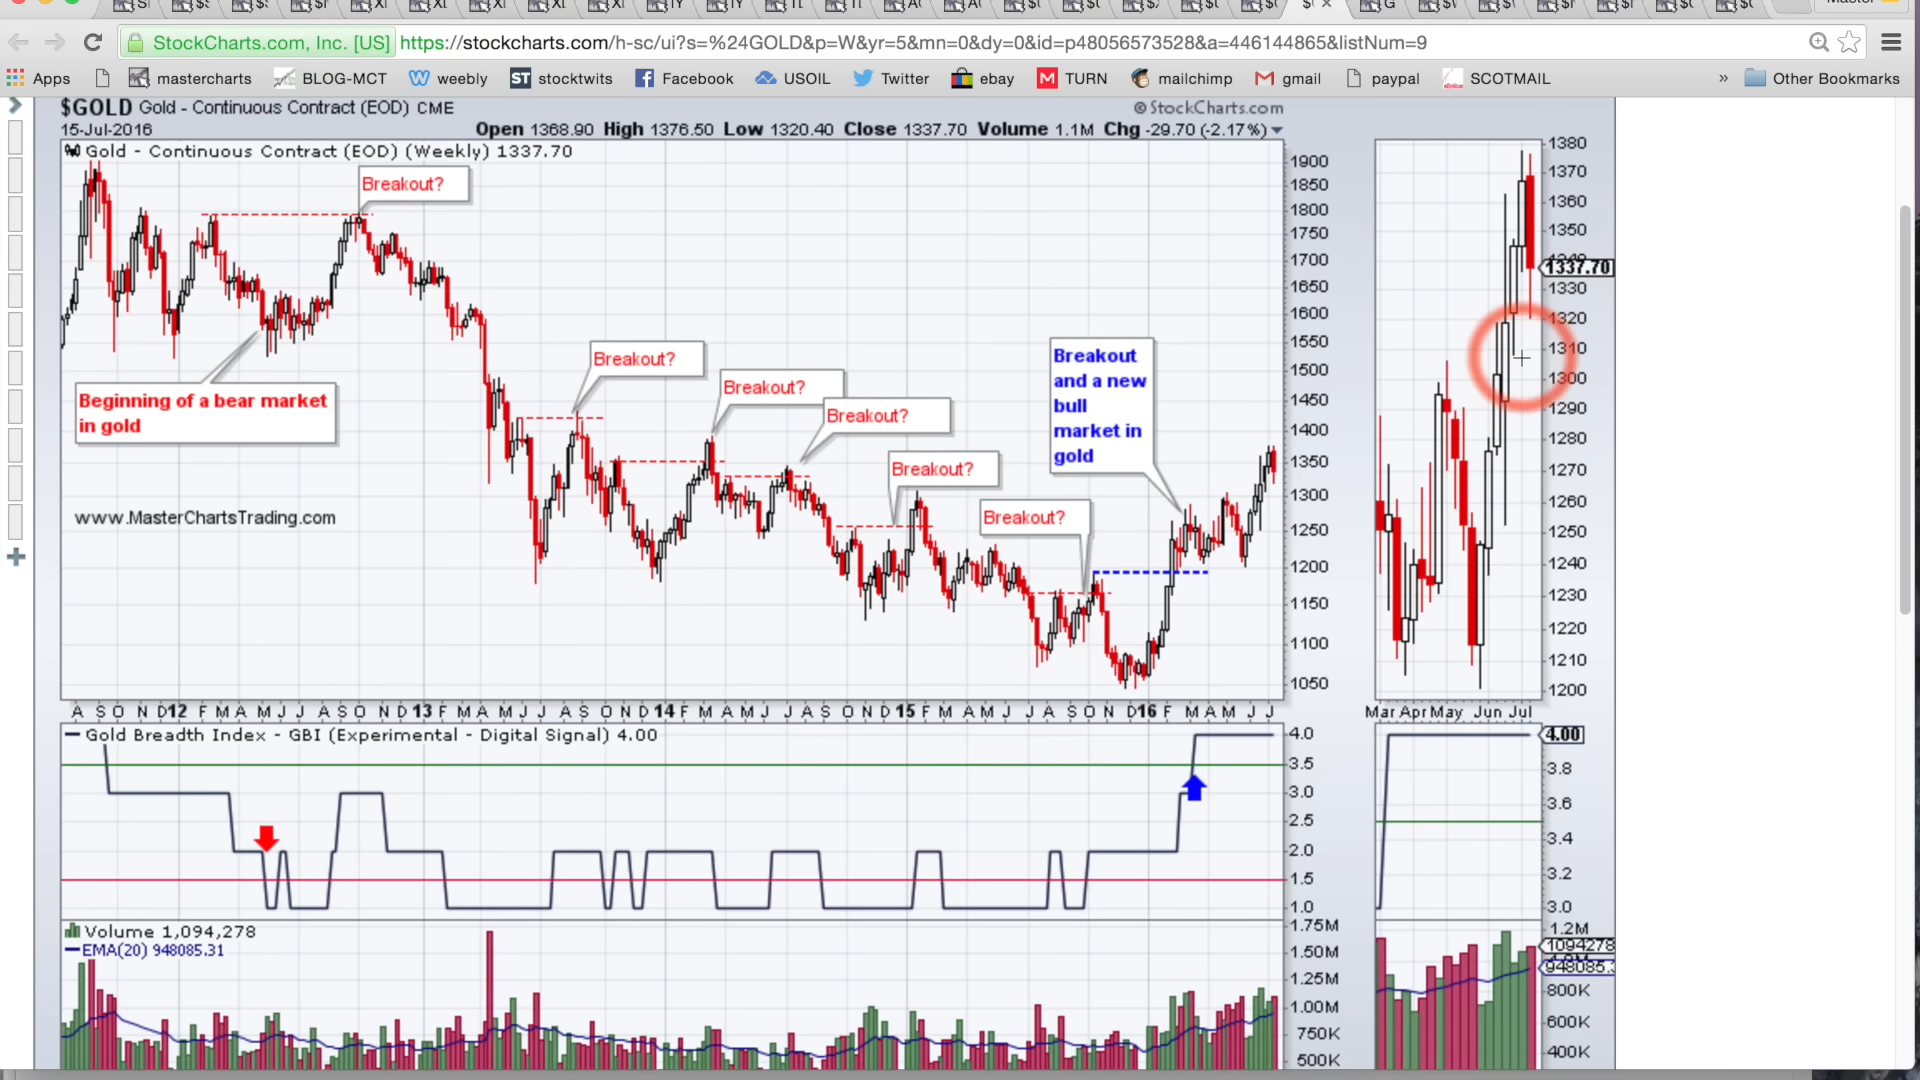 Master
StockCharts.com, Inc. [US] https://stockcharts.com/h-sc/ui?s=%24GOLD&p=W&yr=5&mn=0&dy=0&id=p48056573528&a=446144865&listNum=9
Apps mastercharts BLOG-MCT weebly ST stocktwits Facebook USOIL Twitter ebay M TURN mailchimp gmail paypal SCOTMAIL » Other Bookmarks
$GOLD Gold - Continuous Contract (EOD) CME © StockCharts.com
15-Jul-2016 Open 1368.90 High 1376.50 Low 1320.40 Close 1337.70 Volume 1.1M Chg -29.70 (-2.17%)
Gold - Continuous Contract (EOD) (Weekly) 1337.70
Breakout?
Breakout?
Breakout?
Breakout?
Breakout?
Breakout?
Breakout
and a new
bull
market in
gold
Beginning of a bear market
in gold
www.MasterChartsTrading.com
1900
1850
1800
1750
1700
1650
1600
1550
1500
1450
1400
1350
1300
1250
1200
1150
1100
1050
1380
1370
1360
1350
1337.70
1330
1320
1310
1300
1290
1280
1270
1260
1250
1240
1230
1220
1210
1200
A S O N D 12 F M A M J J A S O N D 13 F M A M J J A S O N D 14 F M A M J J A S O N D 15 F M A M J J A S O N D 16 F M A M J J
Mar Apr May Jun Jul
Gold Breadth Index - GBI (Experimental - Digital Signal) 4.00
4.0
3.5
3.0
2.5
2.0
1.5
1.0
4.00
3.8
3.6
3.4
3.2
3.0
Volume 1,094,278
EMA(20) 948085.31
1.75M
1.50M
1.25M
1.00M
750K
500K
1.2M
1094278
948085.3
800K
600K
400K